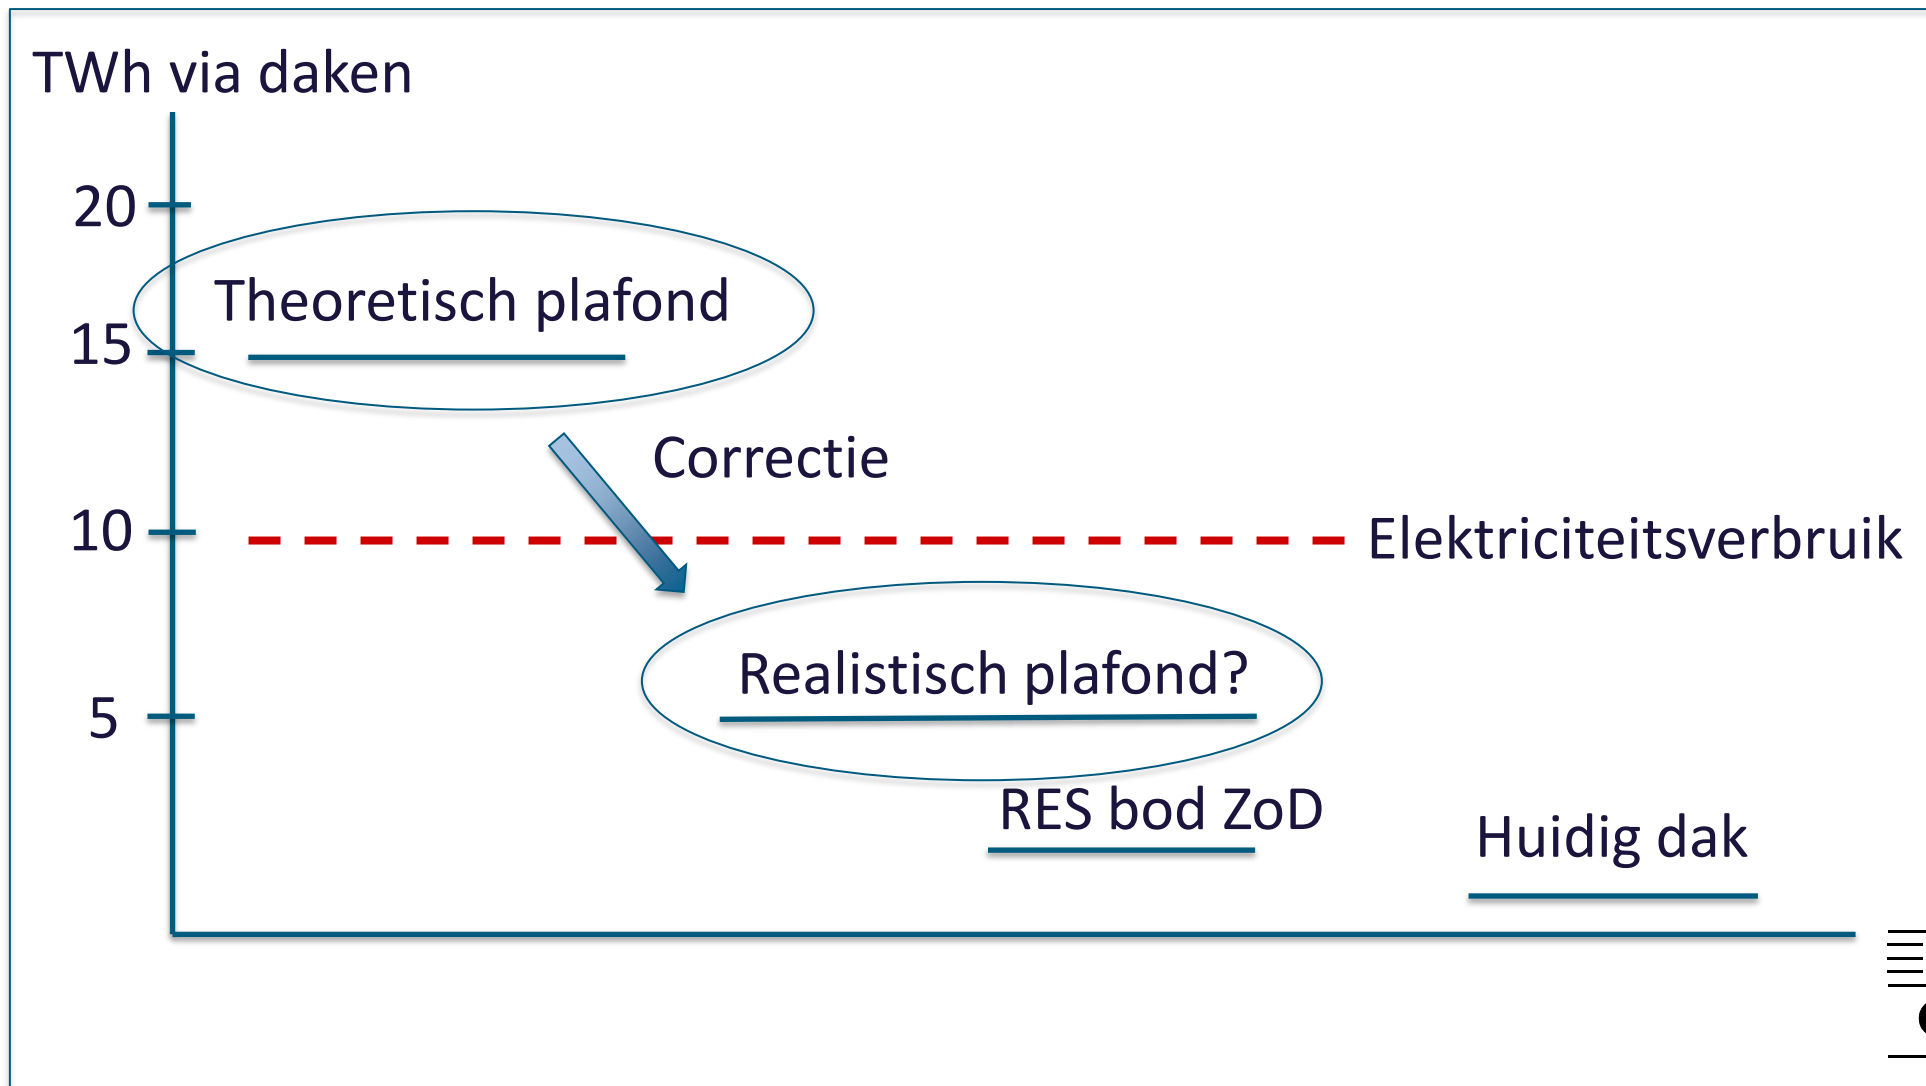 TWh via daken
20
Theoretisch plafond
15
Correctie
10
Elektriciteitsverbruik
Realistisch plafond?
5
RES bod ZoD
Huidig dak